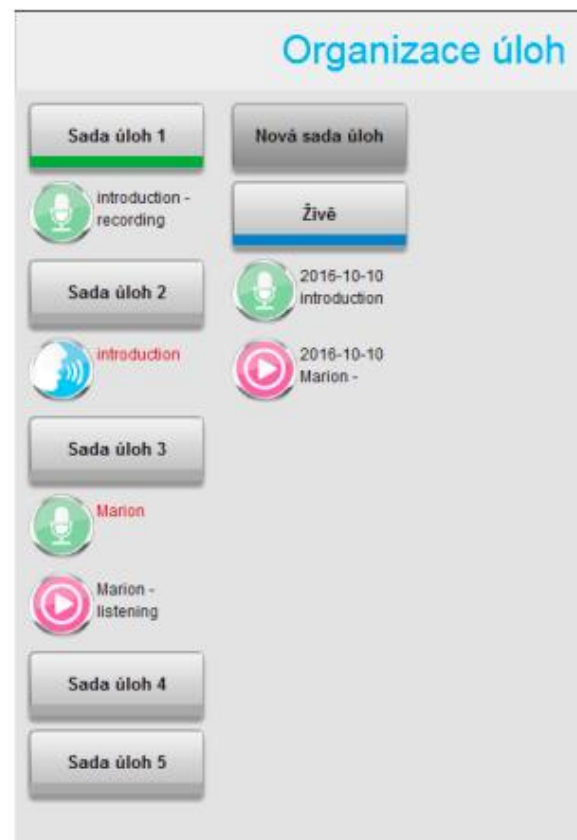 Organizace úloh
Sada úloh 1
introduction -
recording
Sada úloh 2
introduction
Sada úloh 3
Marion
Marion -
listening
Sada úloh 4
Sada úloh 5
Nová sada úloh
Živě
2016-10-10
introduction
2016-10-10
Marion -